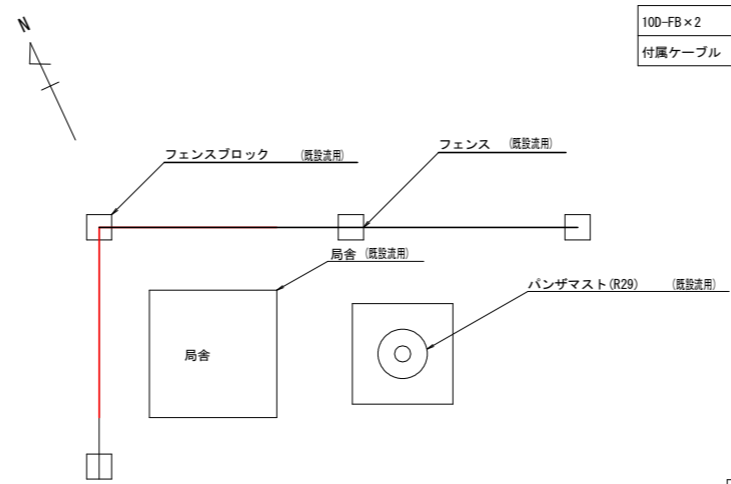 N
10D-FB×2
付属ケーブル
フェンスブロック (既設流用)
フェンス (既設流用)
局舎 (既設流用)
パンザマスト(R29) (既設流用)
局舎